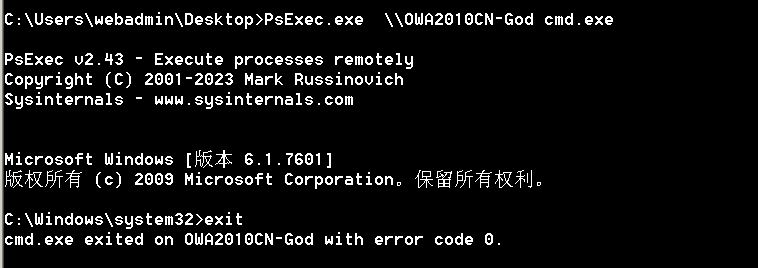 C:\Users\webadmin\Desktop>PsExec.exe  \\OWA2010CN-God cmd.exe
PsExec v2.43 - Execute processes remotely
Copyright (C) 2001-2023 Mark Russinovich
Sysinternals - www.sysinternals.com
Microsoft Windows [版本 6.1.7601]
版权所有 (c) 2009 Microsoft Corporation。保留所有权利。
C:\Windows\system32>exit
cmd.exe exited on OWA2010CN-God with error code 0.